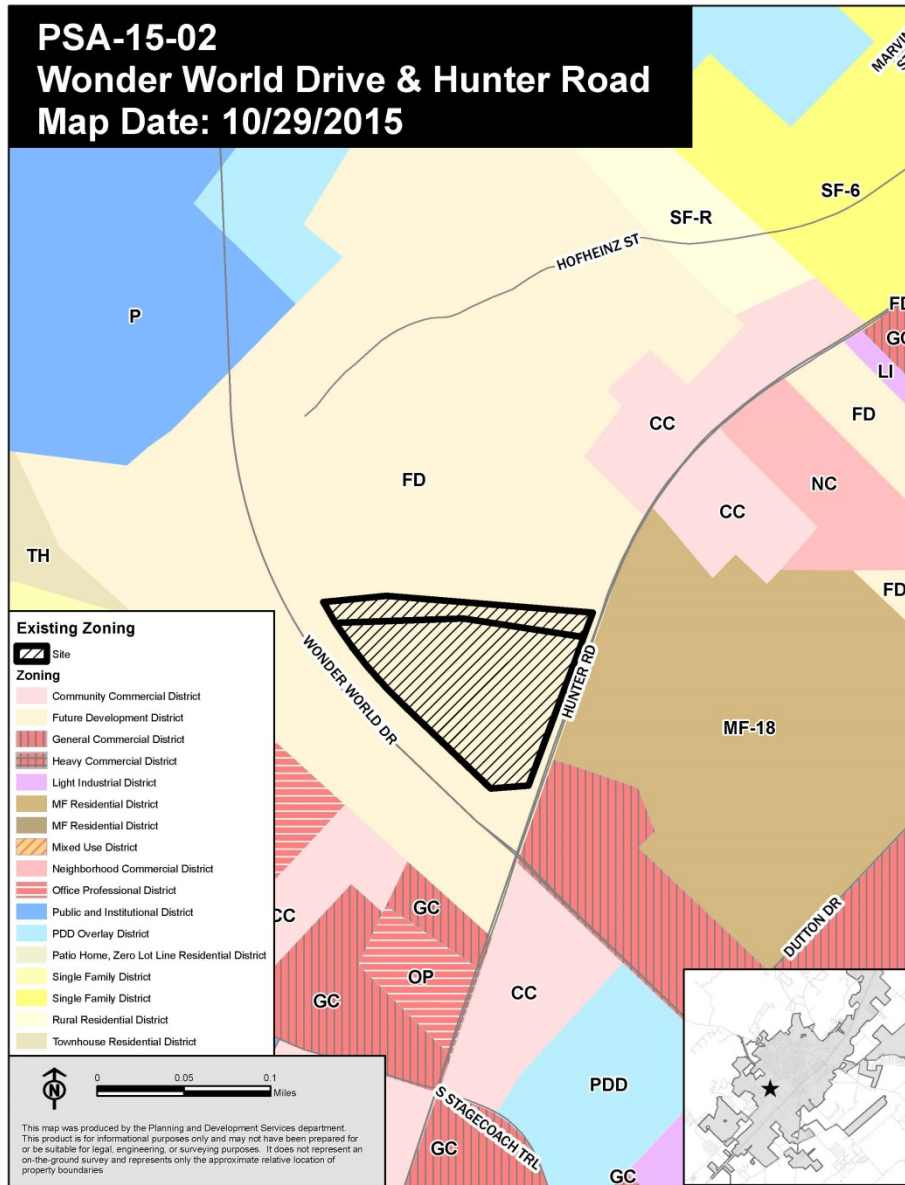 PSA-15-02
Wonder World Drive & Hunter Road
Map Date: 10/29/2015
MARVIN
ST
SF-6
SF-R
HOFHEINZ ST
P
FD
GC
LI
FD
CC
NC
FD
CC
TH
FD
WONDER WORLD DR
HUNTER RD
MF-18
Existing Zoning
Site
Zoning
Community Commercial District
Future Development District
General Commercial District
Heavy Commercial District
Light Industrial District
MF Residential District
MF Residential District
Mixed Use District
Neighborhood Commercial District
Office Professional District
Public and Institutional District
PDD Overlay District
Patio Home, Zero Lot Line Residential District
Single Family District
Single Family District
Rural Residential District
Townhouse Residential District
CC
GC
OP
GC
CC
DUTTON DR
PDD
S STAGECOACH TRL
GC
GC
N
0 0.05 0.1
Miles
This map was produced by the Planning and Development Services department.
This product is for informational purposes only and may not have been prepared for
or be suitable for legal, engineering, or surveying purposes. It does not represent an
on-the-ground survey and represents only the approximate relative location of
property boundaries